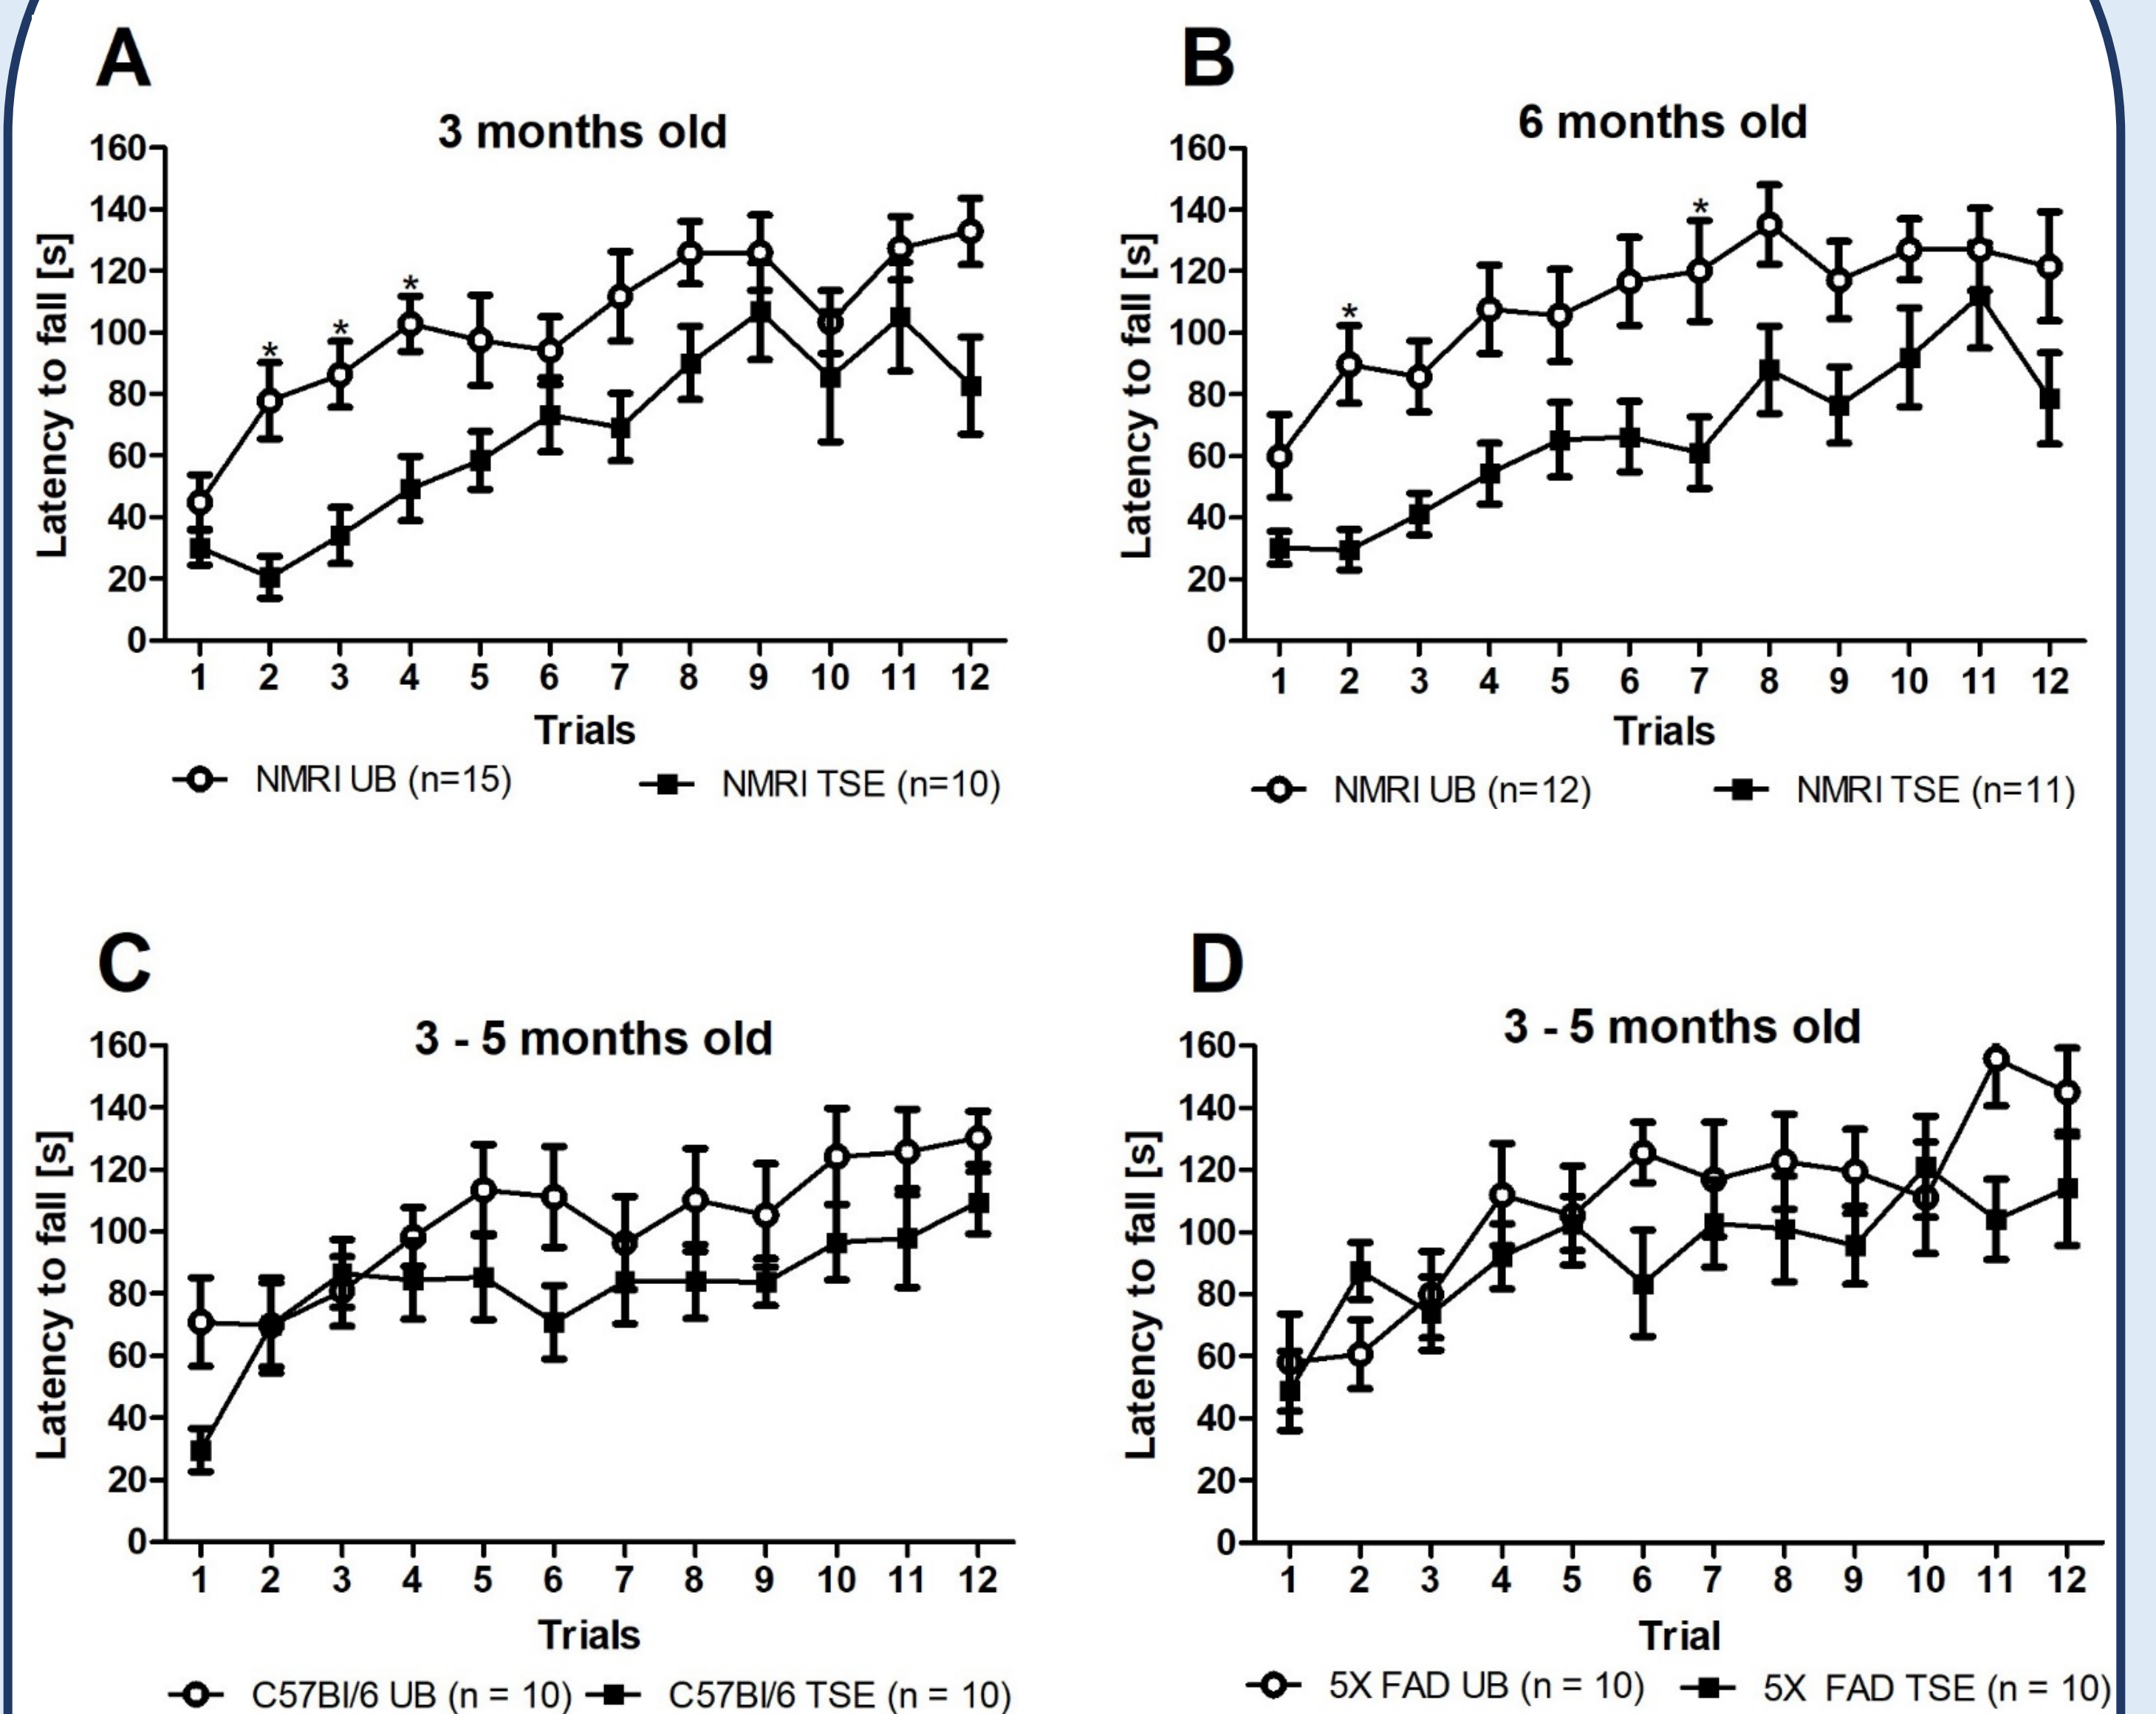 A
3 months old
Latency to fall [s]
160
140
120
100
80
60
40
20
0
* * *
1 2 3 4 5 6 7 8 9 10 11 12
Trials
NMRI UB (n=15) NMRI TSE (n=10)
B
6 months old
Latency to fall [s]
160
140
120
100
80
60
40
20
0
* *
1 2 3 4 5 6 7 8 9 10 11 12
Trials
NMRI UB (n=12) NMRI TSE (n=11)
C
3 - 5 months old
Latency to fall [s]
160
140
120
100
80
60
40
20
0
1 2 3 4 5 6 7 8 9 10 11 12
Trials
C57Bl/6 UB (n = 10) C57Bl/6 TSE (n = 10)
D
3 - 5 months old
Latency to fall [s]
160
140
120
100
80
60
40
20
0
1 2 3 4 5 6 7 8 9 10 11 12
Trial
5X FAD UB (n = 10) 5X FAD TSE (n = 10)